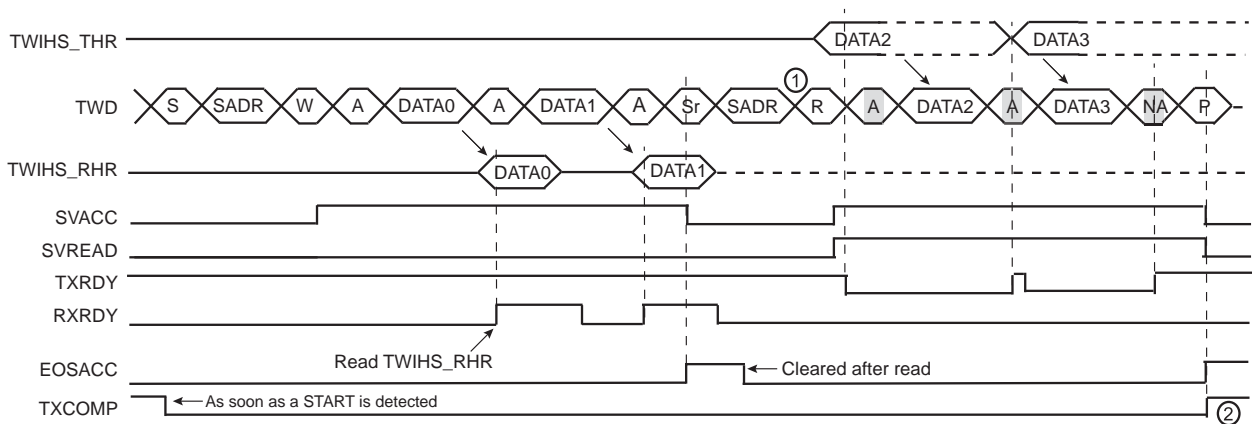 TWIHS_THR DATA2 DATA3
TWD S SADR W A DATA0 A DATA1 A Sr SADR 1 R A DATA2 A DATA3 NA P
TWIHS_RHR DATA0 DATA1
SVACC
SVREAD
TXRDY
RXRDY
Read TWIHS_RHR
EOSACC Cleared after read
TXCOMP As soon as a START is detected 2